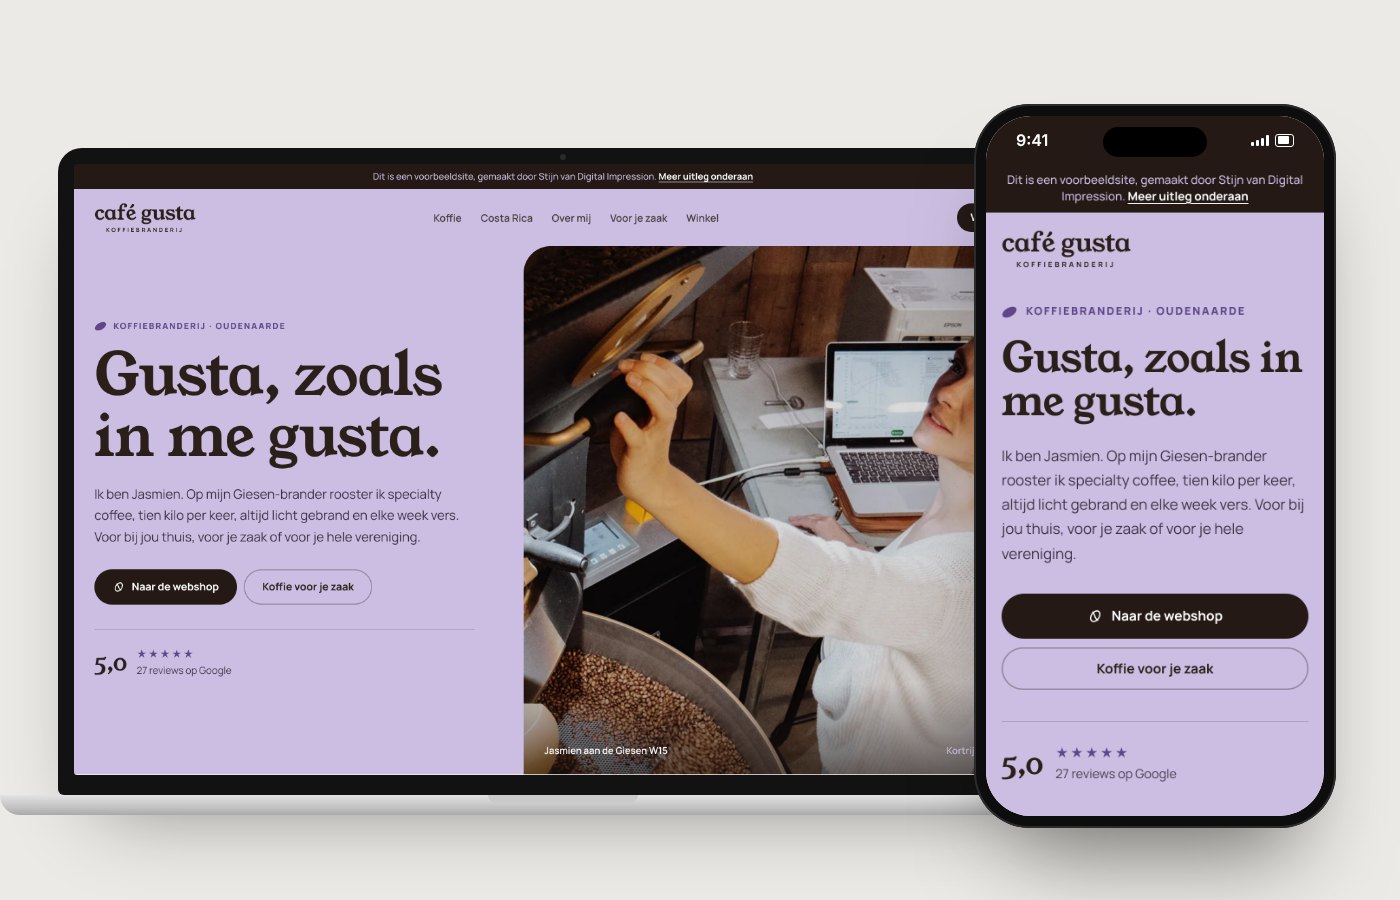 Dit is een voorbeeldsite, gemaakt door Stijn van Digital Impression. Meer uitleg onderaan
café gusta
KOFFIEBRANDERIJ
Koffie Costa Rica Over mij Voor je zaak Winkel
KOFFIEBRANDERIJ · OUDENAARDE
Gusta, zoals
in me gusta.
Ik ben Jasmien. Op mijn Giesen-brander rooster ik specialty
coffee, tien kilo per keer, altijd licht gebrand en elke week vers.
Voor bij jou thuis, voor je zaak of voor je hele vereniging.
Naar de webshop Koffie voor je zaak
5,0
★★★★★
27 reviews op Google
EPSON
Jasmien aan de Giesen W15
9:41
Dit is een voorbeeldsite, gemaakt door Stijn van Digital
Impression. Meer uitleg onderaan
café gusta
KOFFIEBRANDERIJ
KOFFIEBRANDERIJ · OUDENAARDE
Gusta, zoals in
me gusta.
Ik ben Jasmien. Op mijn Giesen-brander
rooster ik specialty coffee, tien kilo per keer,
altijd licht gebrand en elke week vers. Voor bij
jou thuis, voor je zaak of voor je hele
vereniging.
Naar de webshop
Koffie voor je zaak
5,0
★★★★★
27 reviews op Google